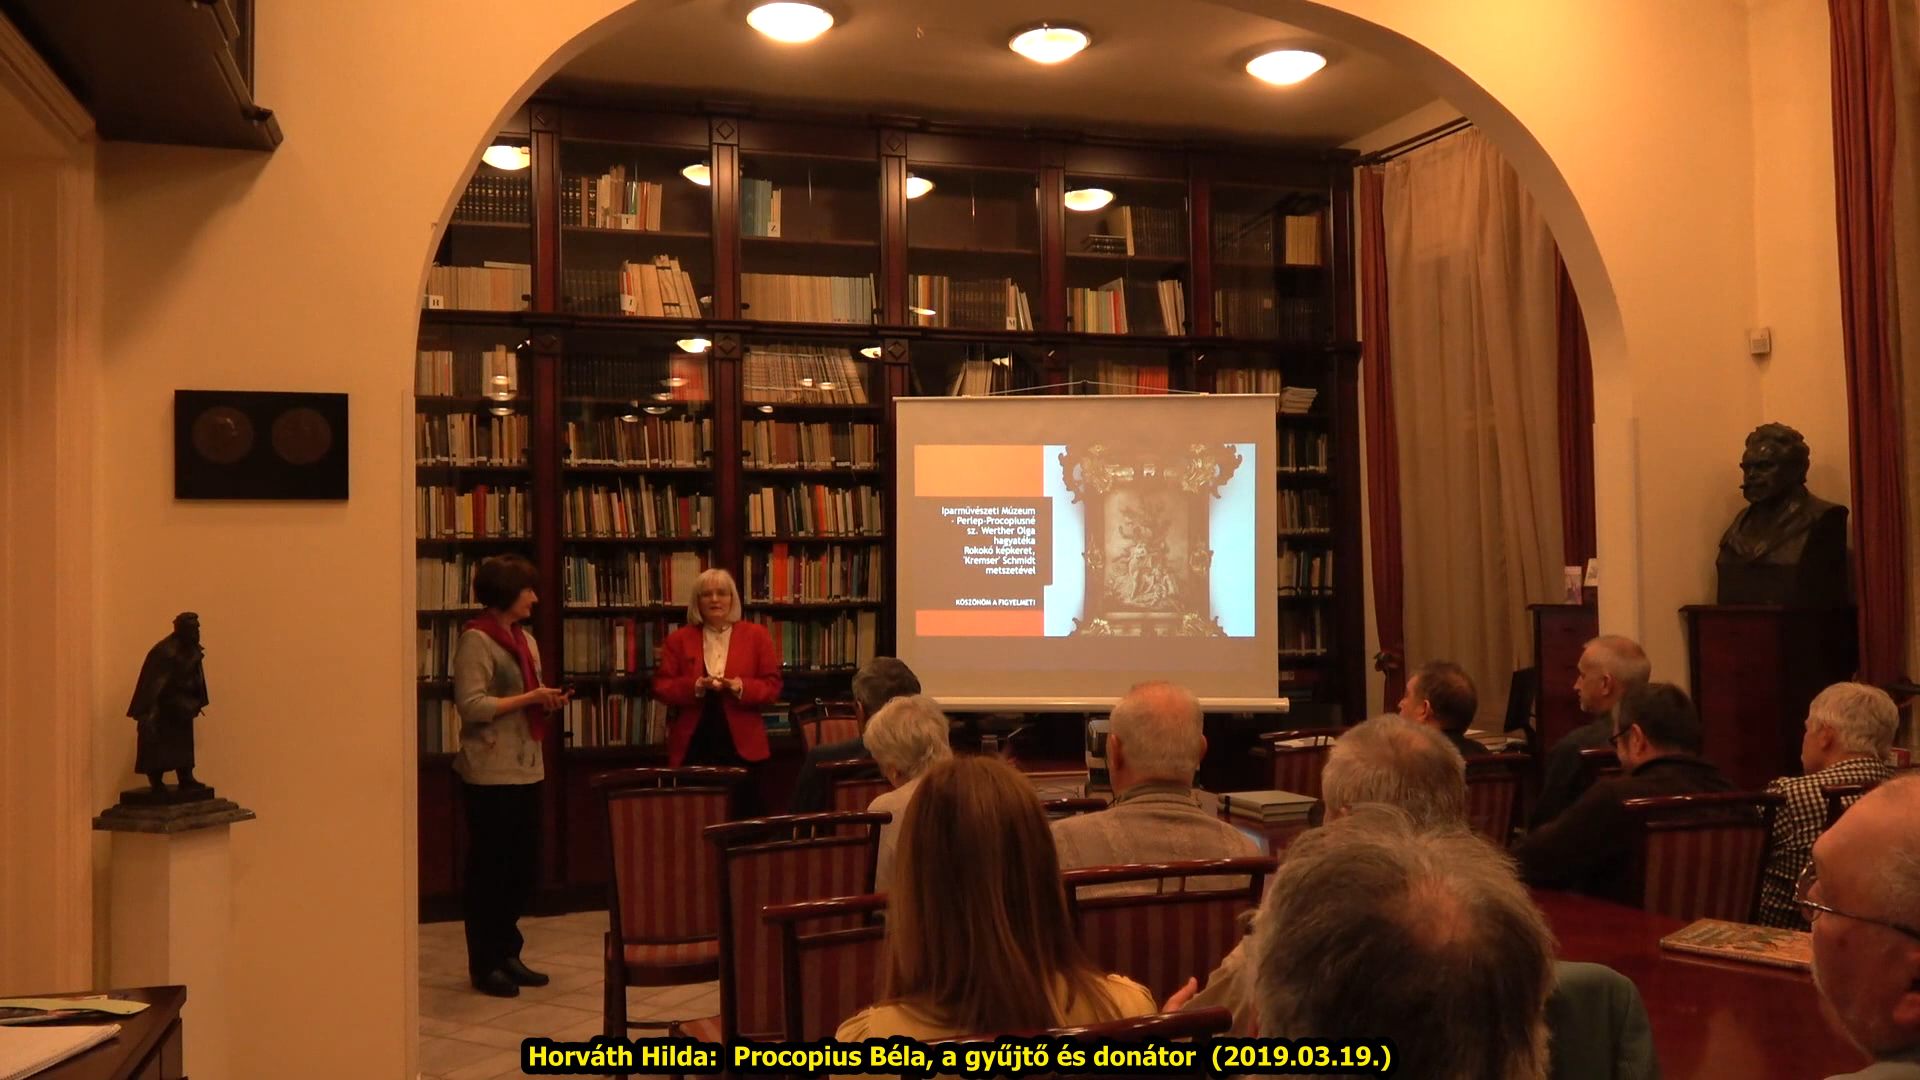 Z
T
H
I
M
Iparművészeti Múzeum
- Perlep-Procopiusné
sz. Werther Olga
hagyatéka
Rokokó képkeret,
'Kremser' Schmidt
metszetével
KÖSZÖNÖM A FIGYELMET!
Horváth Hilda: Procopius Béla, a gyűjtő és donátor (2019.03.19.)